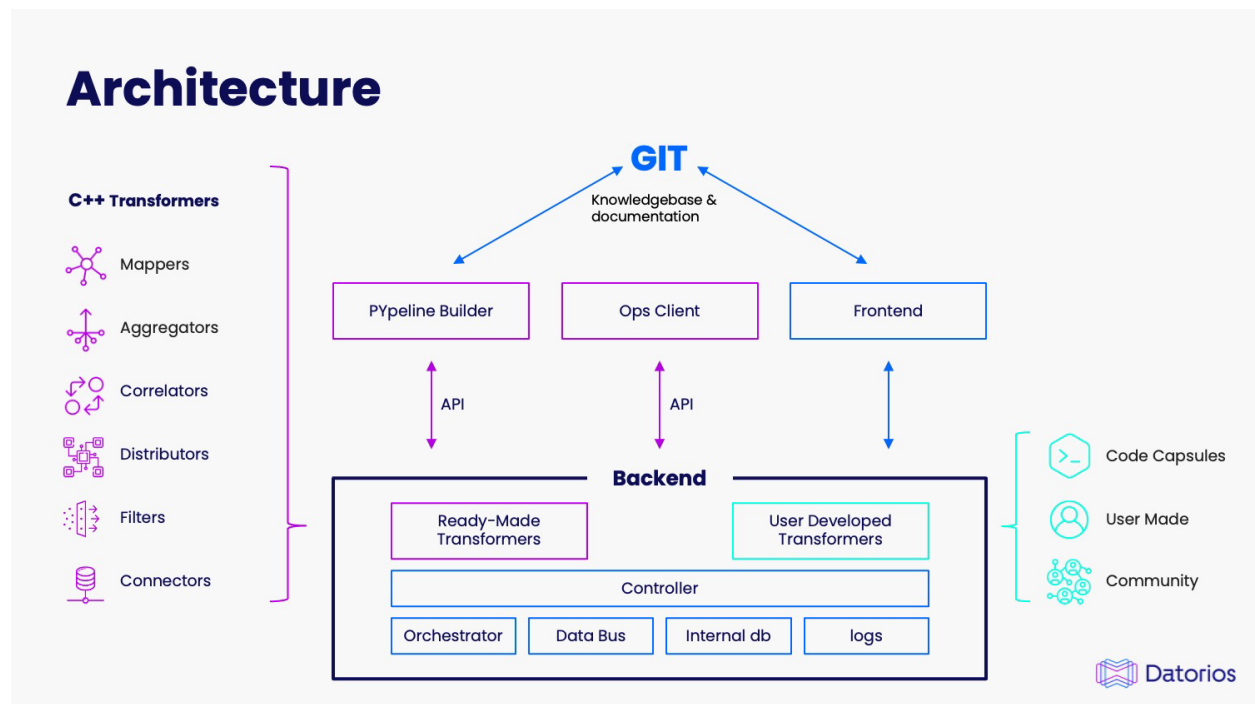 Architecture
C++ Transformers
Mappers
Aggregators
Correlators
Distributors
Filters
Connectors
GIT
Knowledgebase &
documentation
PYpeline Builder
Ops Client
Frontend
API
API
Backend
Ready-Made
Transformers
User Developed
Transformers
Controller
Orchestrator
Data Bus
Internal db
logs
Code Capsules
User Made
Community
Datorios